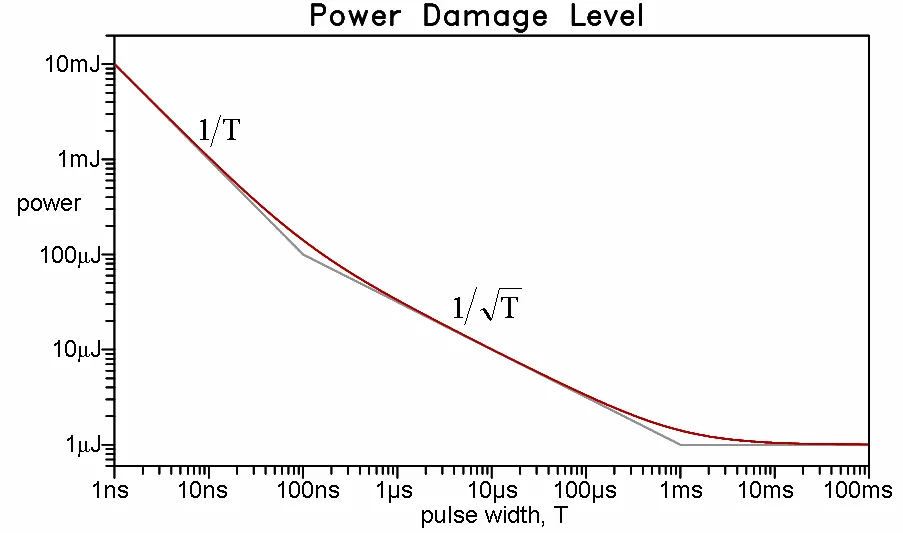 Power Damage Level
10mJ
1/T
1mJ
power
100μJ
1/√T
10μJ
1μJ
1ns 10ns 100ns 1μs 10μs 100μs 1ms 10ms 100ms
pulse width, T